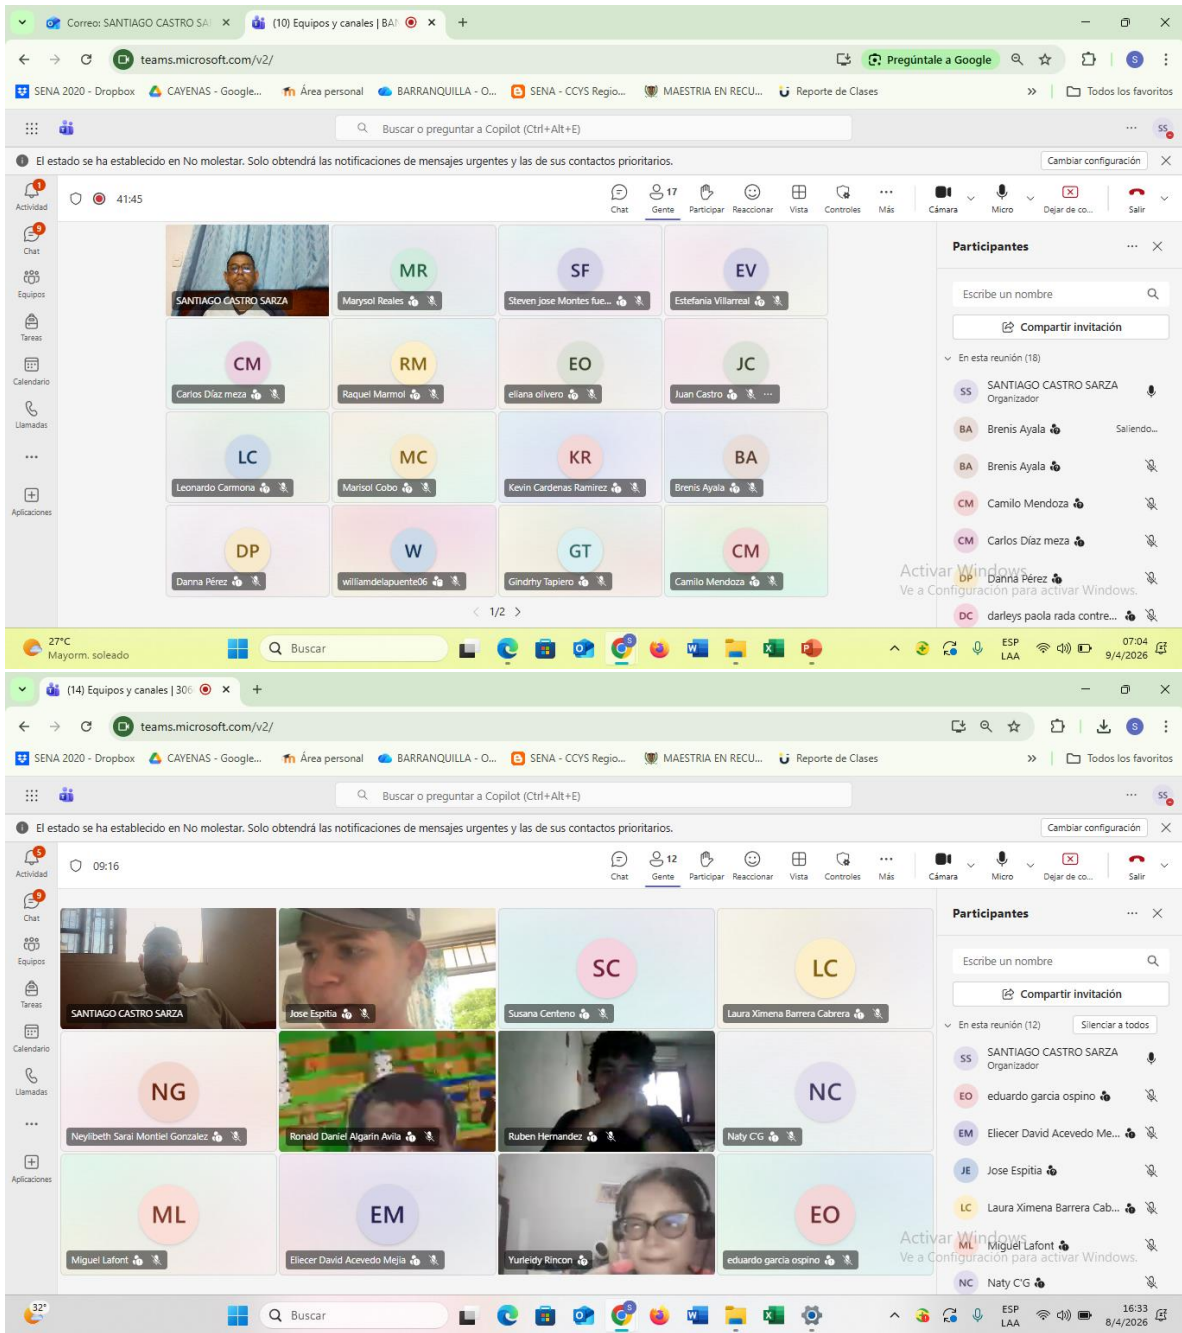 Correo: SANTIAGO CASTRO SA
(10) Equipos y canales | BAN
teams.microsoft.com/v2/
Pregúntale a Google
S
SENA 2020 - Dropbox
CAYENAS - Google...
Área personal
BARRANQUILLA - O...
SENA - CCYS Regio...
MAESTRIA EN RECU...
Reporte de Clases
Todos los favoritos
Buscar o preguntar a Copilot (Ctrl+Alt+E)
SS
El estado se ha establecido en No molestar. Solo obtendrá las notificaciones de mensajes urgentes y las de sus contactos prioritarios.
Cambiar configuración
1
Actividad
9
Chat
Equipos
Tareas
Calendario
Llamadas
Aplicaciones
41:45
Chat
17
Gente
Participar
Reaccionar
Vista
Controles
Más
Cámara
Micro
Dejar de co...
Salir
SANTIAGO CASTRO SARZA
MR
Marysol Reales
SF
Steven jose Montes fue...
EV
Estefania Villarreal
CM
Carlos Díaz meza
RM
Raquel Marmol
EO
eliana olivero
JC
Juan Castro
LC
Leonardo Carmona
MC
Marisol Cobo
KR
Kevin Cardenas Ramirez
BA
Brenis Ayala
DP
Danna Pérez
W
williamdelapuente06
GT
Gindrhy Tapiero
CM
Camilo Mendoza
1/2
Participantes
Escribe un nombre
Compartir invitación
En esta reunión (18)
SS
SANTIAGO CASTRO SARZA
Organizador
BA
Brenis Ayala
Saliendo...
BA
Brenis Ayala
CM
Camilo Mendoza
CM
Carlos Díaz meza
DP
Danna Pérez
DC
darleys paola rada contre...
Activar Windows
Ve a Configuración para activar Windows.
27°C
Mayorm. soleado
Buscar
ESP
LAA
07:04
9/4/2026
(14) Equipos y canales | 306
teams.microsoft.com/v2/
S
SENA 2020 - Dropbox
CAYENAS - Google...
Área personal
BARRANQUILLA - O...
SENA - CCYS Regio...
MAESTRIA EN RECU...
Reporte de Clases
Todos los favoritos
Buscar o preguntar a Copilot (Ctrl+Alt+E)
SS
El estado se ha establecido en No molestar. Solo obtendrá las notificaciones de mensajes urgentes y las de sus contactos prioritarios.
Cambiar configuración
5
Actividad
9
Chat
Equipos
Tareas
Calendario
Llamadas
Aplicaciones
09:16
Chat
12
Gente
Participar
Reaccionar
Vista
Controles
Más
Cámara
Micro
Dejar de co...
Salir
SANTIAGO CASTRO SARZA
Jose Espitia
SC
Susana Centeno
LC
Laura Ximena Barrera Cabrera
NG
Neylibeth Sarai Montiel Gonzalez
Ronald Daniel Algarin Avila
Ruben Hernandez
NC
Naty C'G
ML
Miguel Lafont
EM
Eliecer David Acevedo Mejia
Yurleidy Rincon
EO
eduardo garcia ospino
Participantes
Escribe un nombre
Compartir invitación
En esta reunión (12)
Silenciar a todos
SS
SANTIAGO CASTRO SARZA
Organizador
EO
eduardo garcia ospino
EM
Eliecer David Acevedo Me...
JE
Jose Espitia
LC
Laura Ximena Barrera Cab...
ML
Miguel Lafont
NC
Naty C'G
Activar Windows
Ve a Configuración para activar Windows.
32°
Buscar
ESP
LAA
16:33
8/4/2026